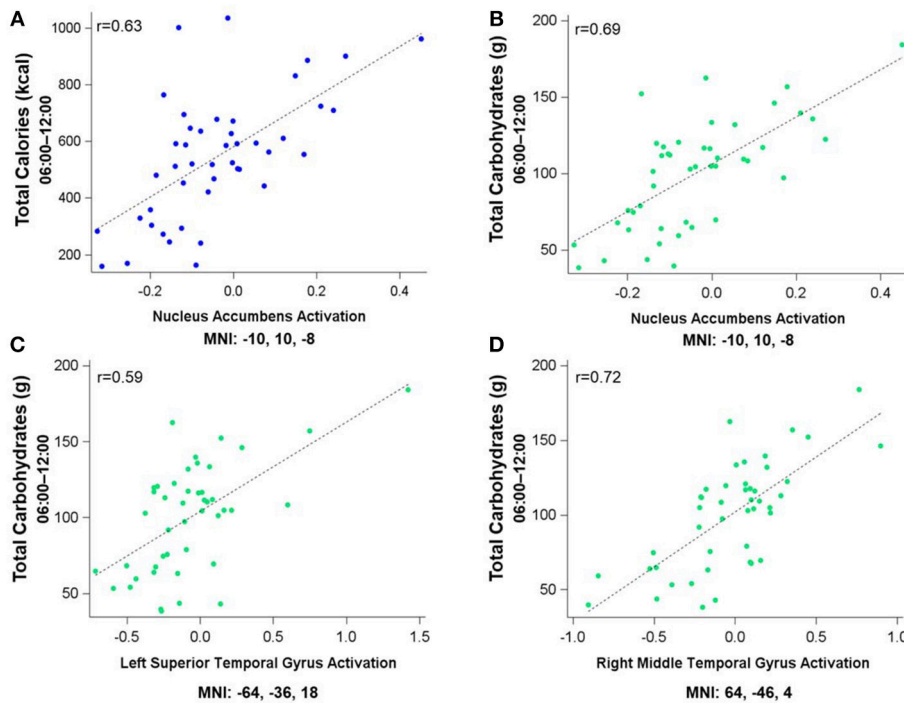 A
r=0.63
1000
800
600
400
200
Total Calories (kcal)
06:00–12:00
-0.2
0.0
0.2
0.4
Nucleus Accumbens Activation
MNI: -10, 10, -8
B
r=0.69
200
150
100
50
Total Carbohydrates (g)
06:00–12:00
-0.2
0.0
0.2
0.4
Nucleus Accumbens Activation
MNI: -10, 10, -8
C
r=0.59
200
150
100
50
Total Carbohydrates (g)
06:00–12:00
-0.5
0.0
0.5
1.0
1.5
Left Superior Temporal Gyrus Activation
MNI: -64, -36, 18
D
r=0.72
200
150
100
50
Total Carbohydrates (g)
06:00–12:00
-1.0
-0.5
0.0
0.5
1.0
Right Middle Temporal Gyrus Activation
MNI: 64, -46, 4